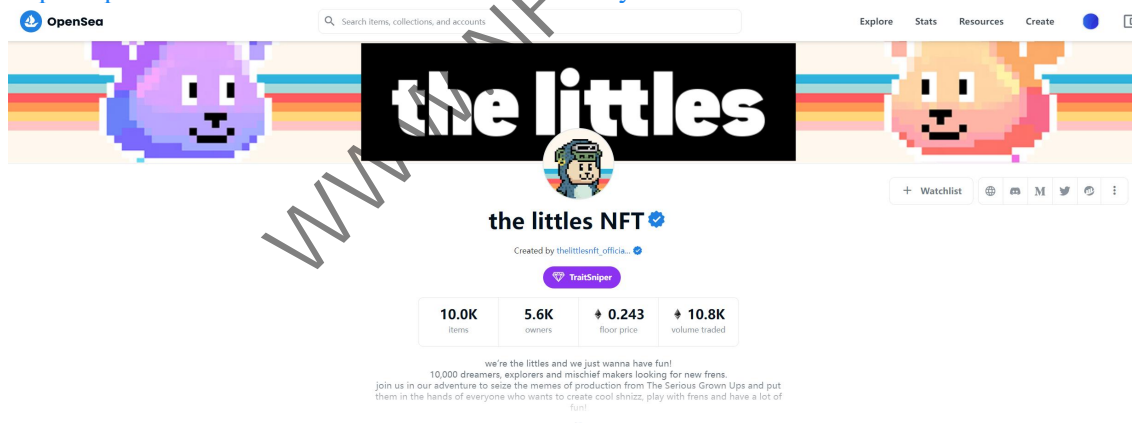 OpenSea
Search items, collections, and accounts
Explore Stats Resources Create
the littles
+ Watchlist
the littles NFT
Created by thelittlesnft_officia...
TraitSniper
10.0K 5.6K 0.243 10.8K
items owners floor price volume traded
we're the littles and we just wanna have fun!
10,000 dreamers, explorers and mischief makers looking for new frens.
join us in our adventure to seize the memes of production from The Serious Grown Ups and put
them in the hands of everyone who wants to create cool shnizz, play with frens and have a lot of
fun!